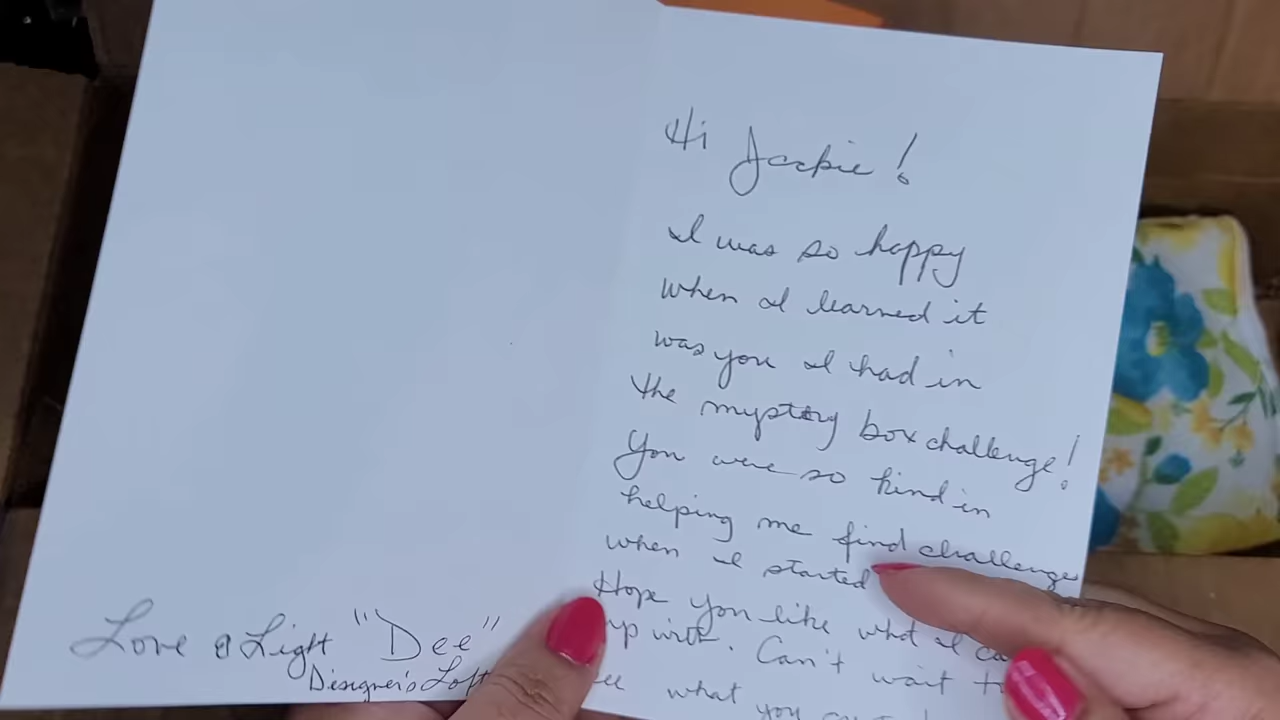 Hi Jackie!
I was so happy
when I learned it
was you I had in
the mystery box challenge!
You were so kind in
helping me find challenges
when I started
Hope you like what I
up with. Can't wait
what you
Love & Light "Dee"
Designer's Loft